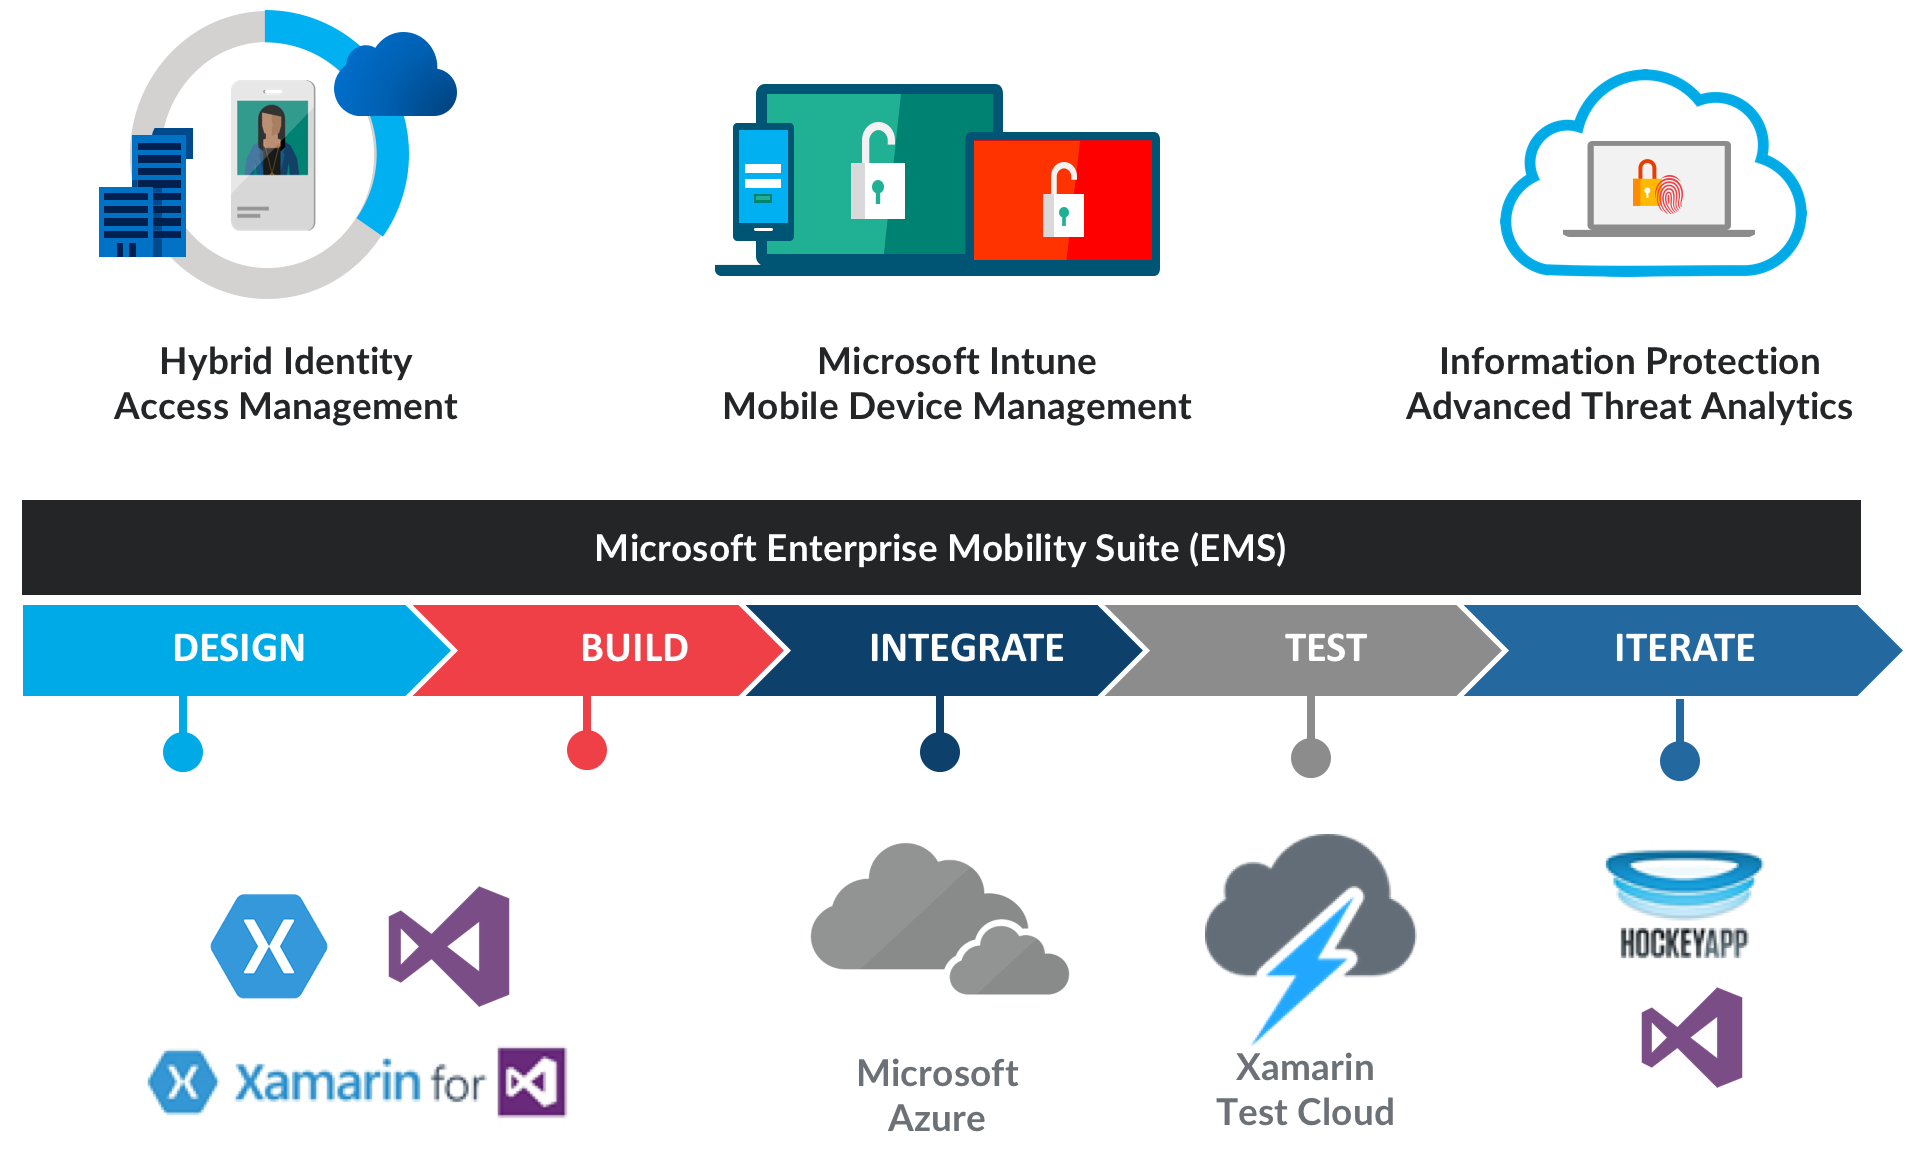 Hybrid Identity
Access Management
Microsoft Intune
Mobile Device Management
Information Protection
Advanced Threat Analytics
Microsoft Enterprise Mobility Suite (EMS)
DESIGN
BUILD
INTEGRATE
TEST
ITERATE
X
X Xamarin for
Microsoft
Azure
Xamarin
Test Cloud
HOCKEYAPP